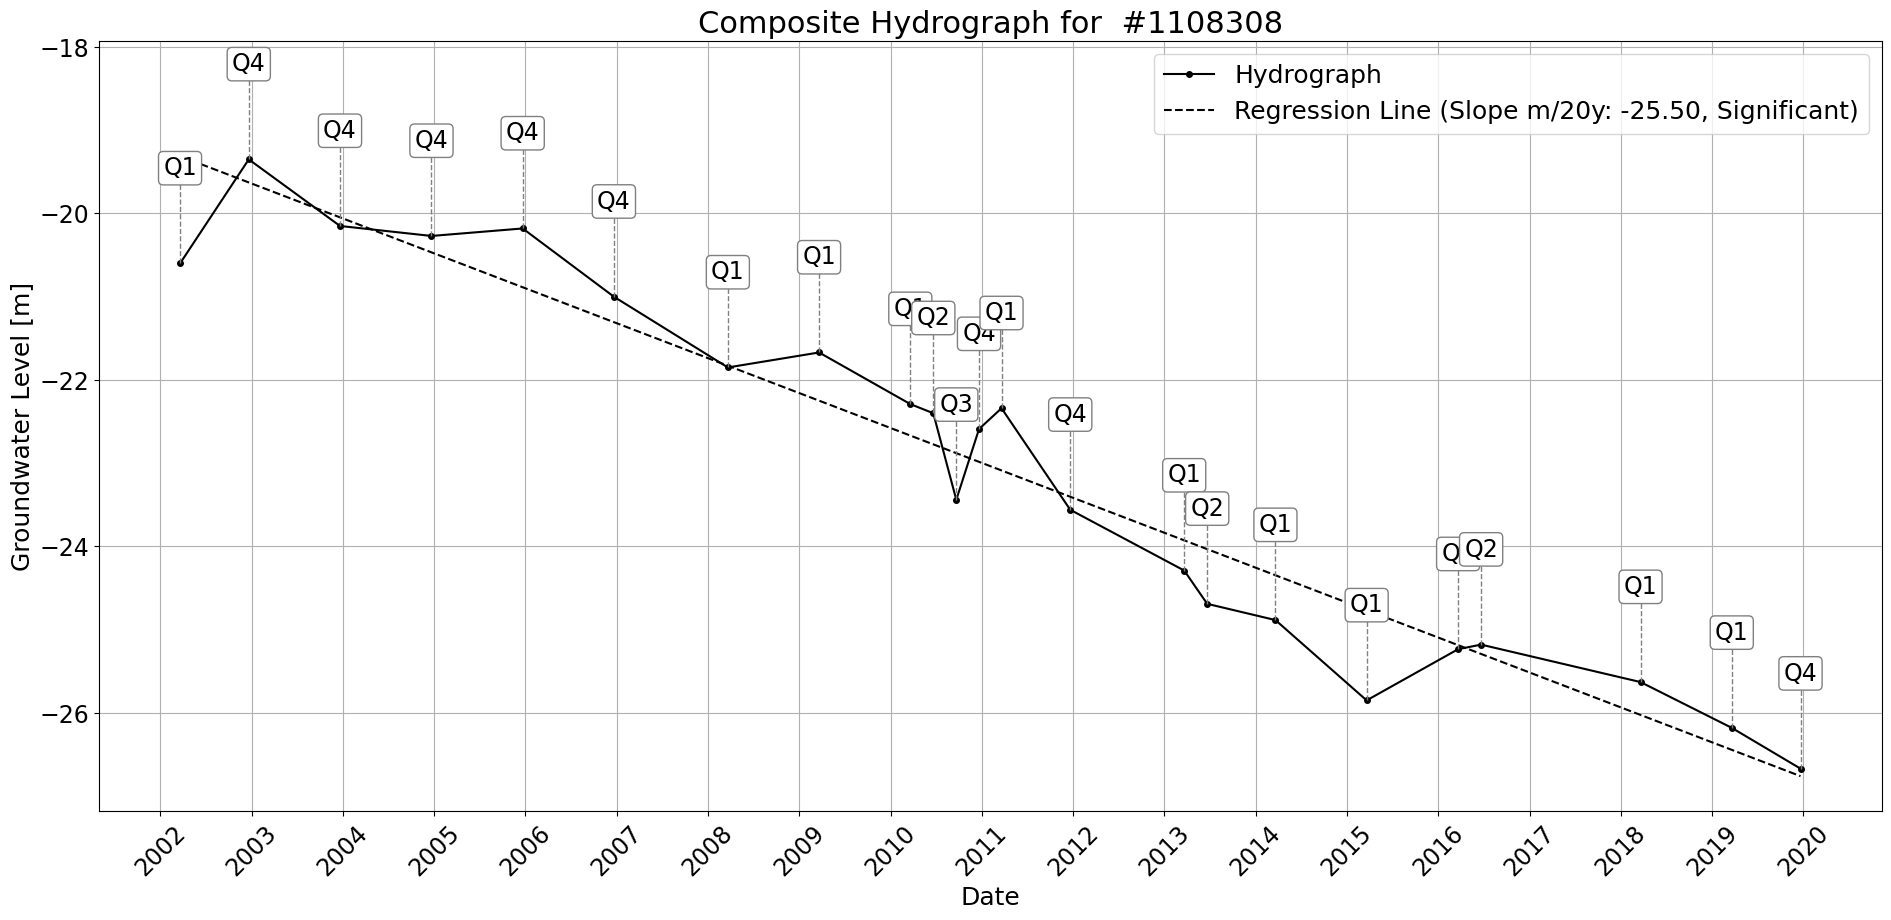 Composite Hydrograph for  #1108308
Hydrograph
Regression Line (Slope m/20y: -25.50, Significant)
Groundwater Level [m]
−18
−20
−22
−24
−26
Q1
Q4
Q4
Q4
Q4
Q4
Q1
Q1
Q1
Q2
Q3
Q4
Q1
Q4
Q1
Q2
Q1
Q1
Q2
Q1
Q1
Q4
2002
2003
2004
2005
2006
2007
2008
2009
2010
2011
2012
2013
2014
2015
2016
2017
2018
2019
2020
Date